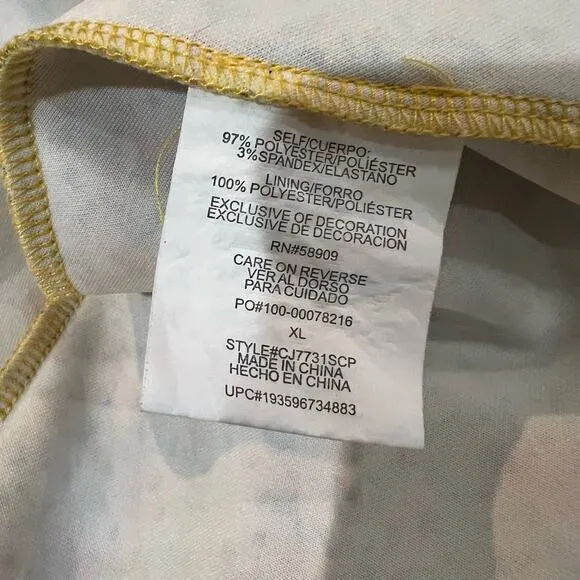 SELF/CUERPO:
97% POLYESTER/POLIÉSTER
3%SPANDEX/ELASTANO
LINING/FORRO
100% POLYESTER/POLIÉSTER
EXCLUSIVE OF DECORATION
EXCLUSIVE DE DECORACION
RN#58909
CARE ON REVERSE
VER AL DORSO
PARA CUIDADO
PO#100-00078216
XL
STYLE#CJ7731SCP
MADE IN CHINA
HECHO EN CHINA
UPC#193596734883